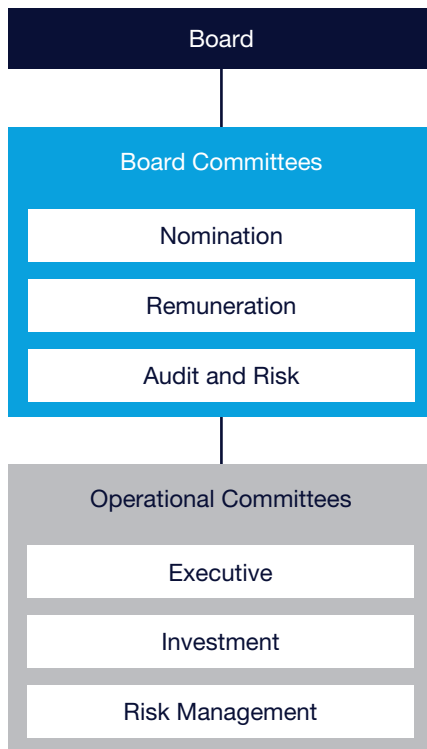 Board
Board Committees
Nomination
Remuneration
Audit and Risk
Operational Committees
Executive
Investment
Risk Management